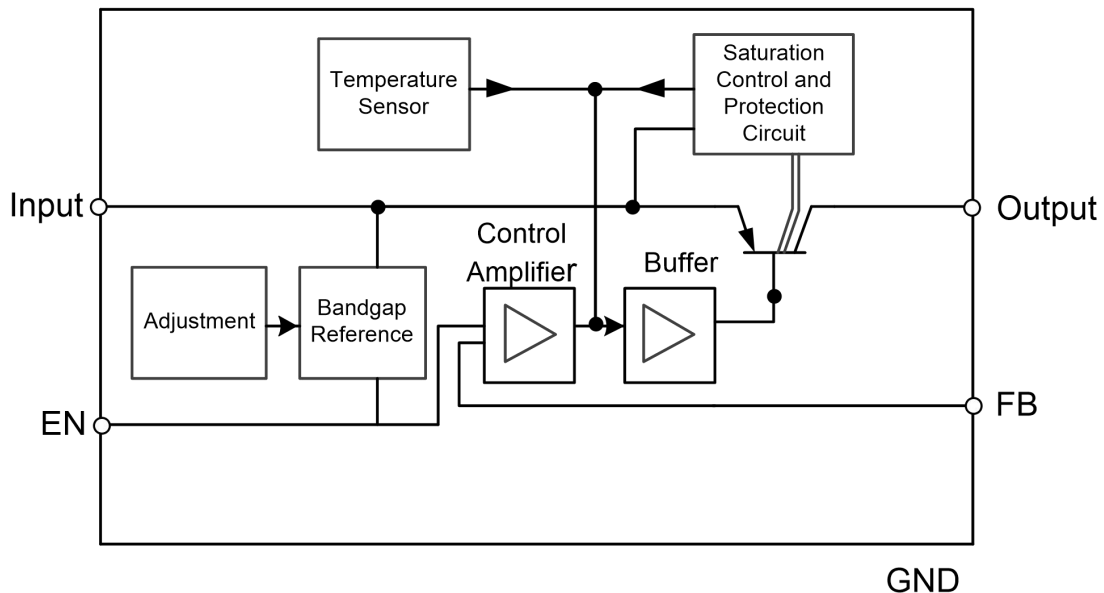 Temperature
Sensor
Saturation
Control and
Protection
Circuit
Input
Output
Control
Amplifier
Buffer
Adjustment
Bandgap
Reference
EN
FB
GND